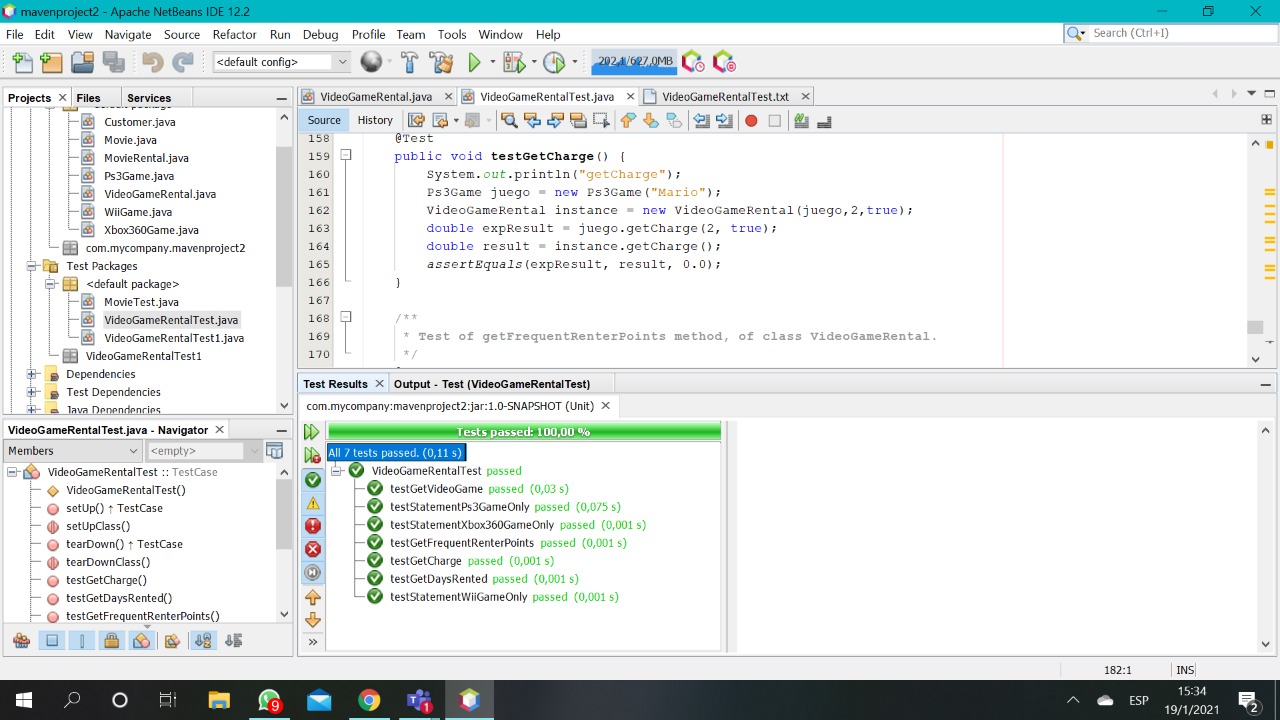 mavenproject2 - Apache NetBeans IDE 12.2
File Edit View Navigate Source Refactor Run Debug Profile Team Tools Window Help
Search (Ctrl+I)
<default config>
202,1/627,0MB
Projects Files Services
Customer.java
Movie.java
MovieRental.java
Ps3Game.java
VideoGameRental.java
WiiGame.java
Xbox360Game.java
com.mycompany.mavenproject2
Test Packages
<default package>
MovieTest.java
VideoGameRentalTest.java
VideoGameRentalTest1.java
VideoGameRentalTest1
Dependencies
Test Dependencies
Java Dependencies
VideoGameRental.java VideoGameRentalTest.java VideoGameRentalTest.txt
Source History
158 @Test
159 public void testGetCharge() {
160 System.out.println("getCharge");
161 Ps3Game juego = new Ps3Game("Mario");
162 VideoGameRental instance = new VideoGameRental(juego,2,true);
163 double expResult = juego.getCharge(2, true);
164 double result = instance.getCharge();
165 assertEquals(expResult, result, 0.0);
166 }
167
168 /**
169 * Test of getFrequentRenterPoints method, of class VideoGameRental.
170 */
VideoGameRentalTest.java - Navigator
Members <empty>
VideoGameRentalTest :: TestCase
VideoGameRentalTest()
setUp() ↑ TestCase
setUpClass()
tearDown() ↑ TestCase
tearDownClass()
testGetCharge()
testGetDaysRented()
testGetFrequentRenterPoints()
Test Results Output - Test (VideoGameRentalTest)
com.mycompany:mavenproject2:jar:1.0-SNAPSHOT (Unit)
Tests passed: 100,00 %
All 7 tests passed. (0,11 s)
VideoGameRentalTest passed
testGetVideoGame passed (0,03 s)
testStatementPs3GameOnly passed (0,075 s)
testStatementXbox360GameOnly passed (0,001 s)
testGetFrequentRenterPoints passed (0,001 s)
testGetCharge passed (0,001 s)
testGetDaysRented passed (0,001 s)
testStatementWiiGameOnly passed (0,001 s)
182:1 INS
9
1
ESP
15:34
19/1/2021
2